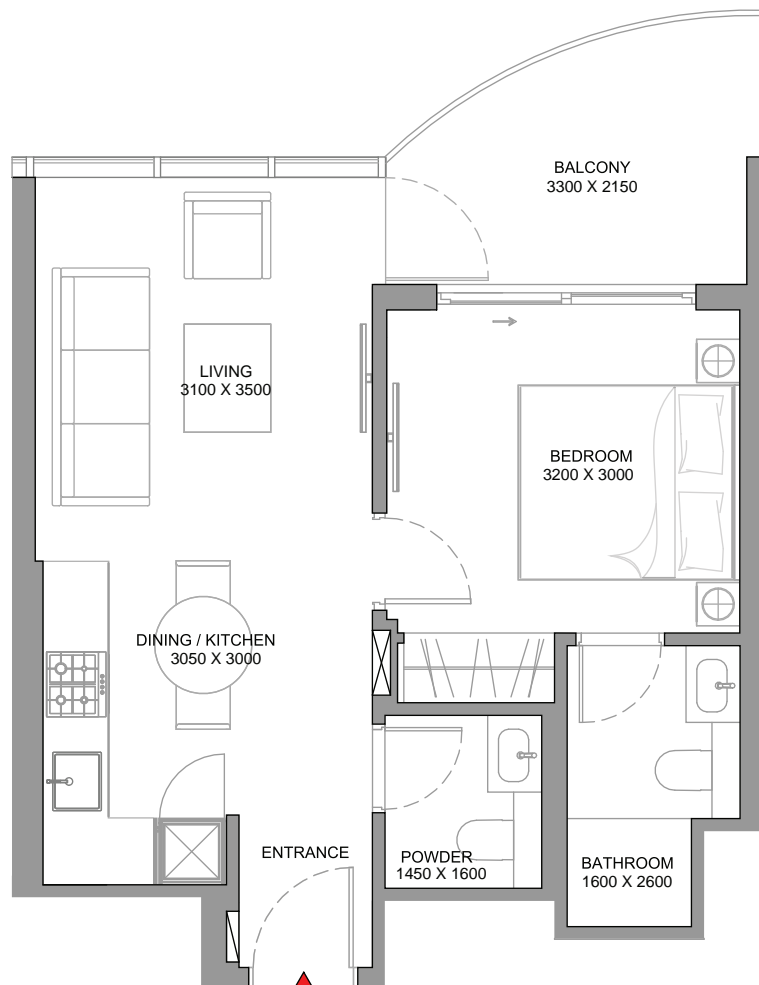 BALCONY
3300 X 2150
LIVING
3100 X 3500
BEDROOM
3200 X 3000
DINING / KITCHEN
3050 X 3000
ENTRANCE
POWDER
1450 X 1600
BATHROOM
1600 X 2600